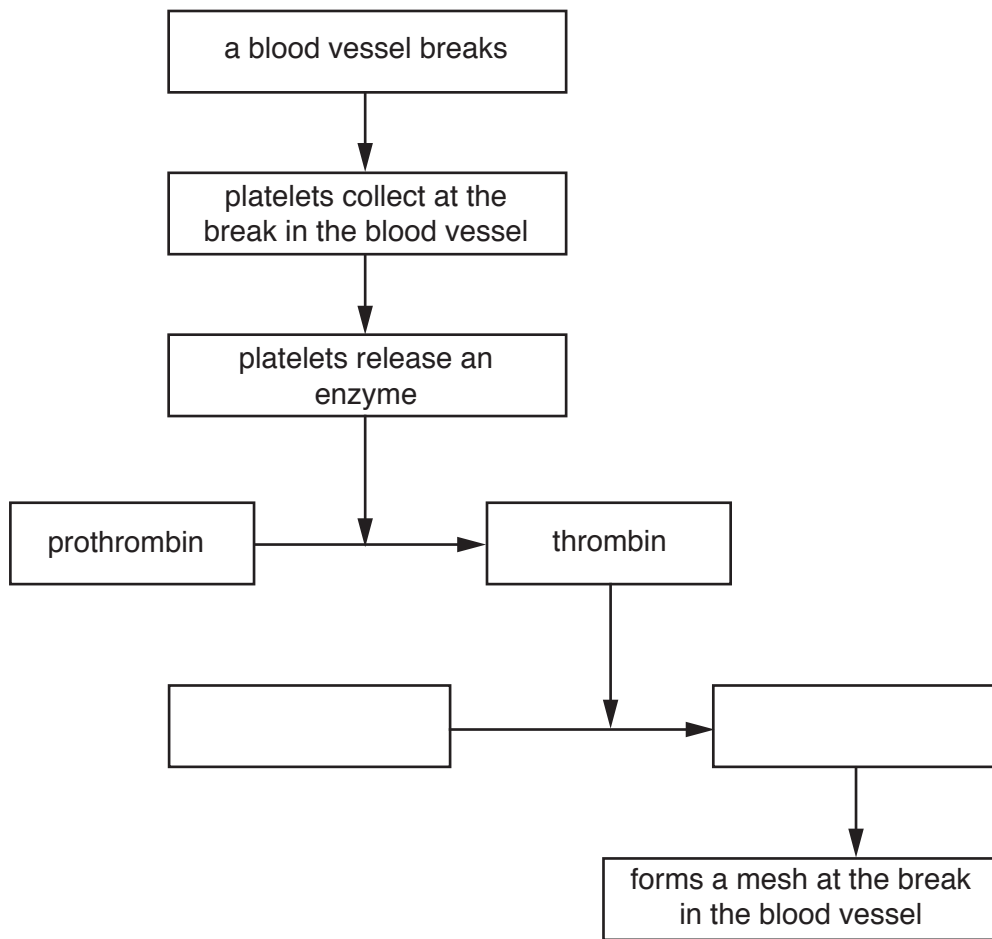 a blood vessel breaks
platelets collect at the
break in the blood vessel
platelets release an
enzyme
prothrombin
thrombin
forms a mesh at the break
in the blood vessel